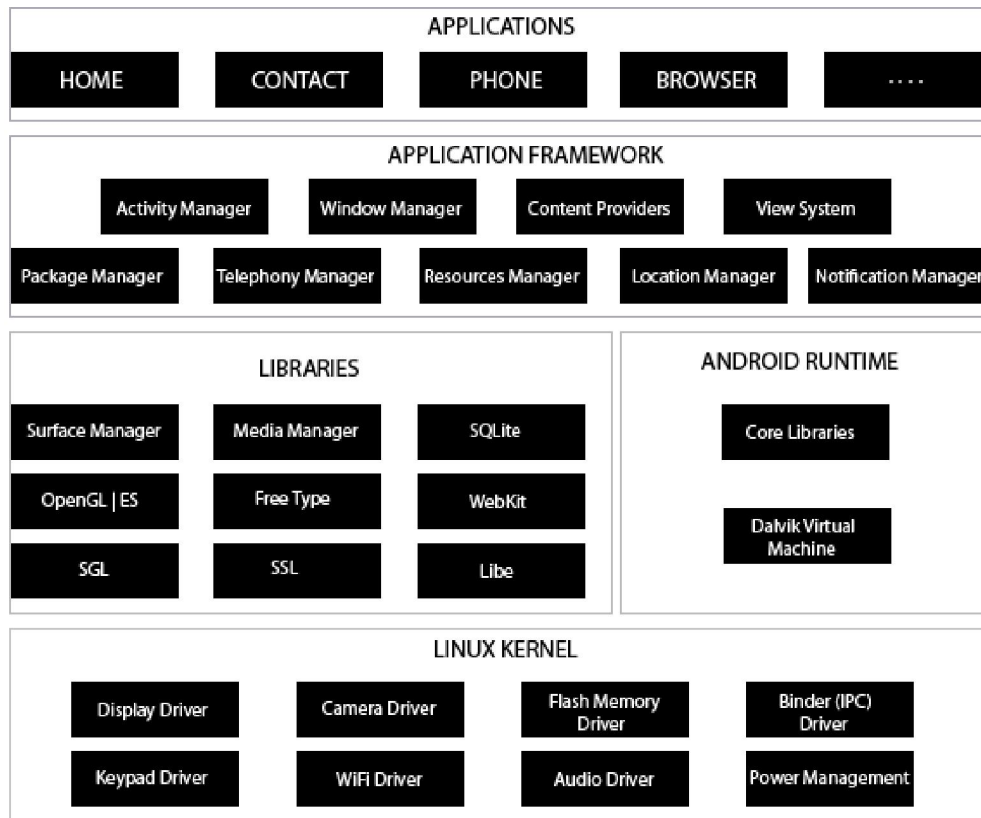 APPLICATIONS
HOME
CONTACT
PHONE
BROWSER
....
APPLICATION FRAMEWORK
Activity Manager
Window Manager
Content Providers
View System
Package Manager
Telephony Manager
Resources Manager
Location Manager
Notification Manager
LIBRARIES
Surface Manager
Media Manager
SQLite
OpenGL | ES
Free Type
WebKit
SGL
SSL
Libe
ANDROID RUNTIME
Core Libraries
Dalvik Virtual
Machine
LINUX KERNEL
Display Driver
Camera Driver
Flash Memory
Driver
Binder (IPC)
Driver
Keypad Driver
WiFi Driver
Audio Driver
Power Management